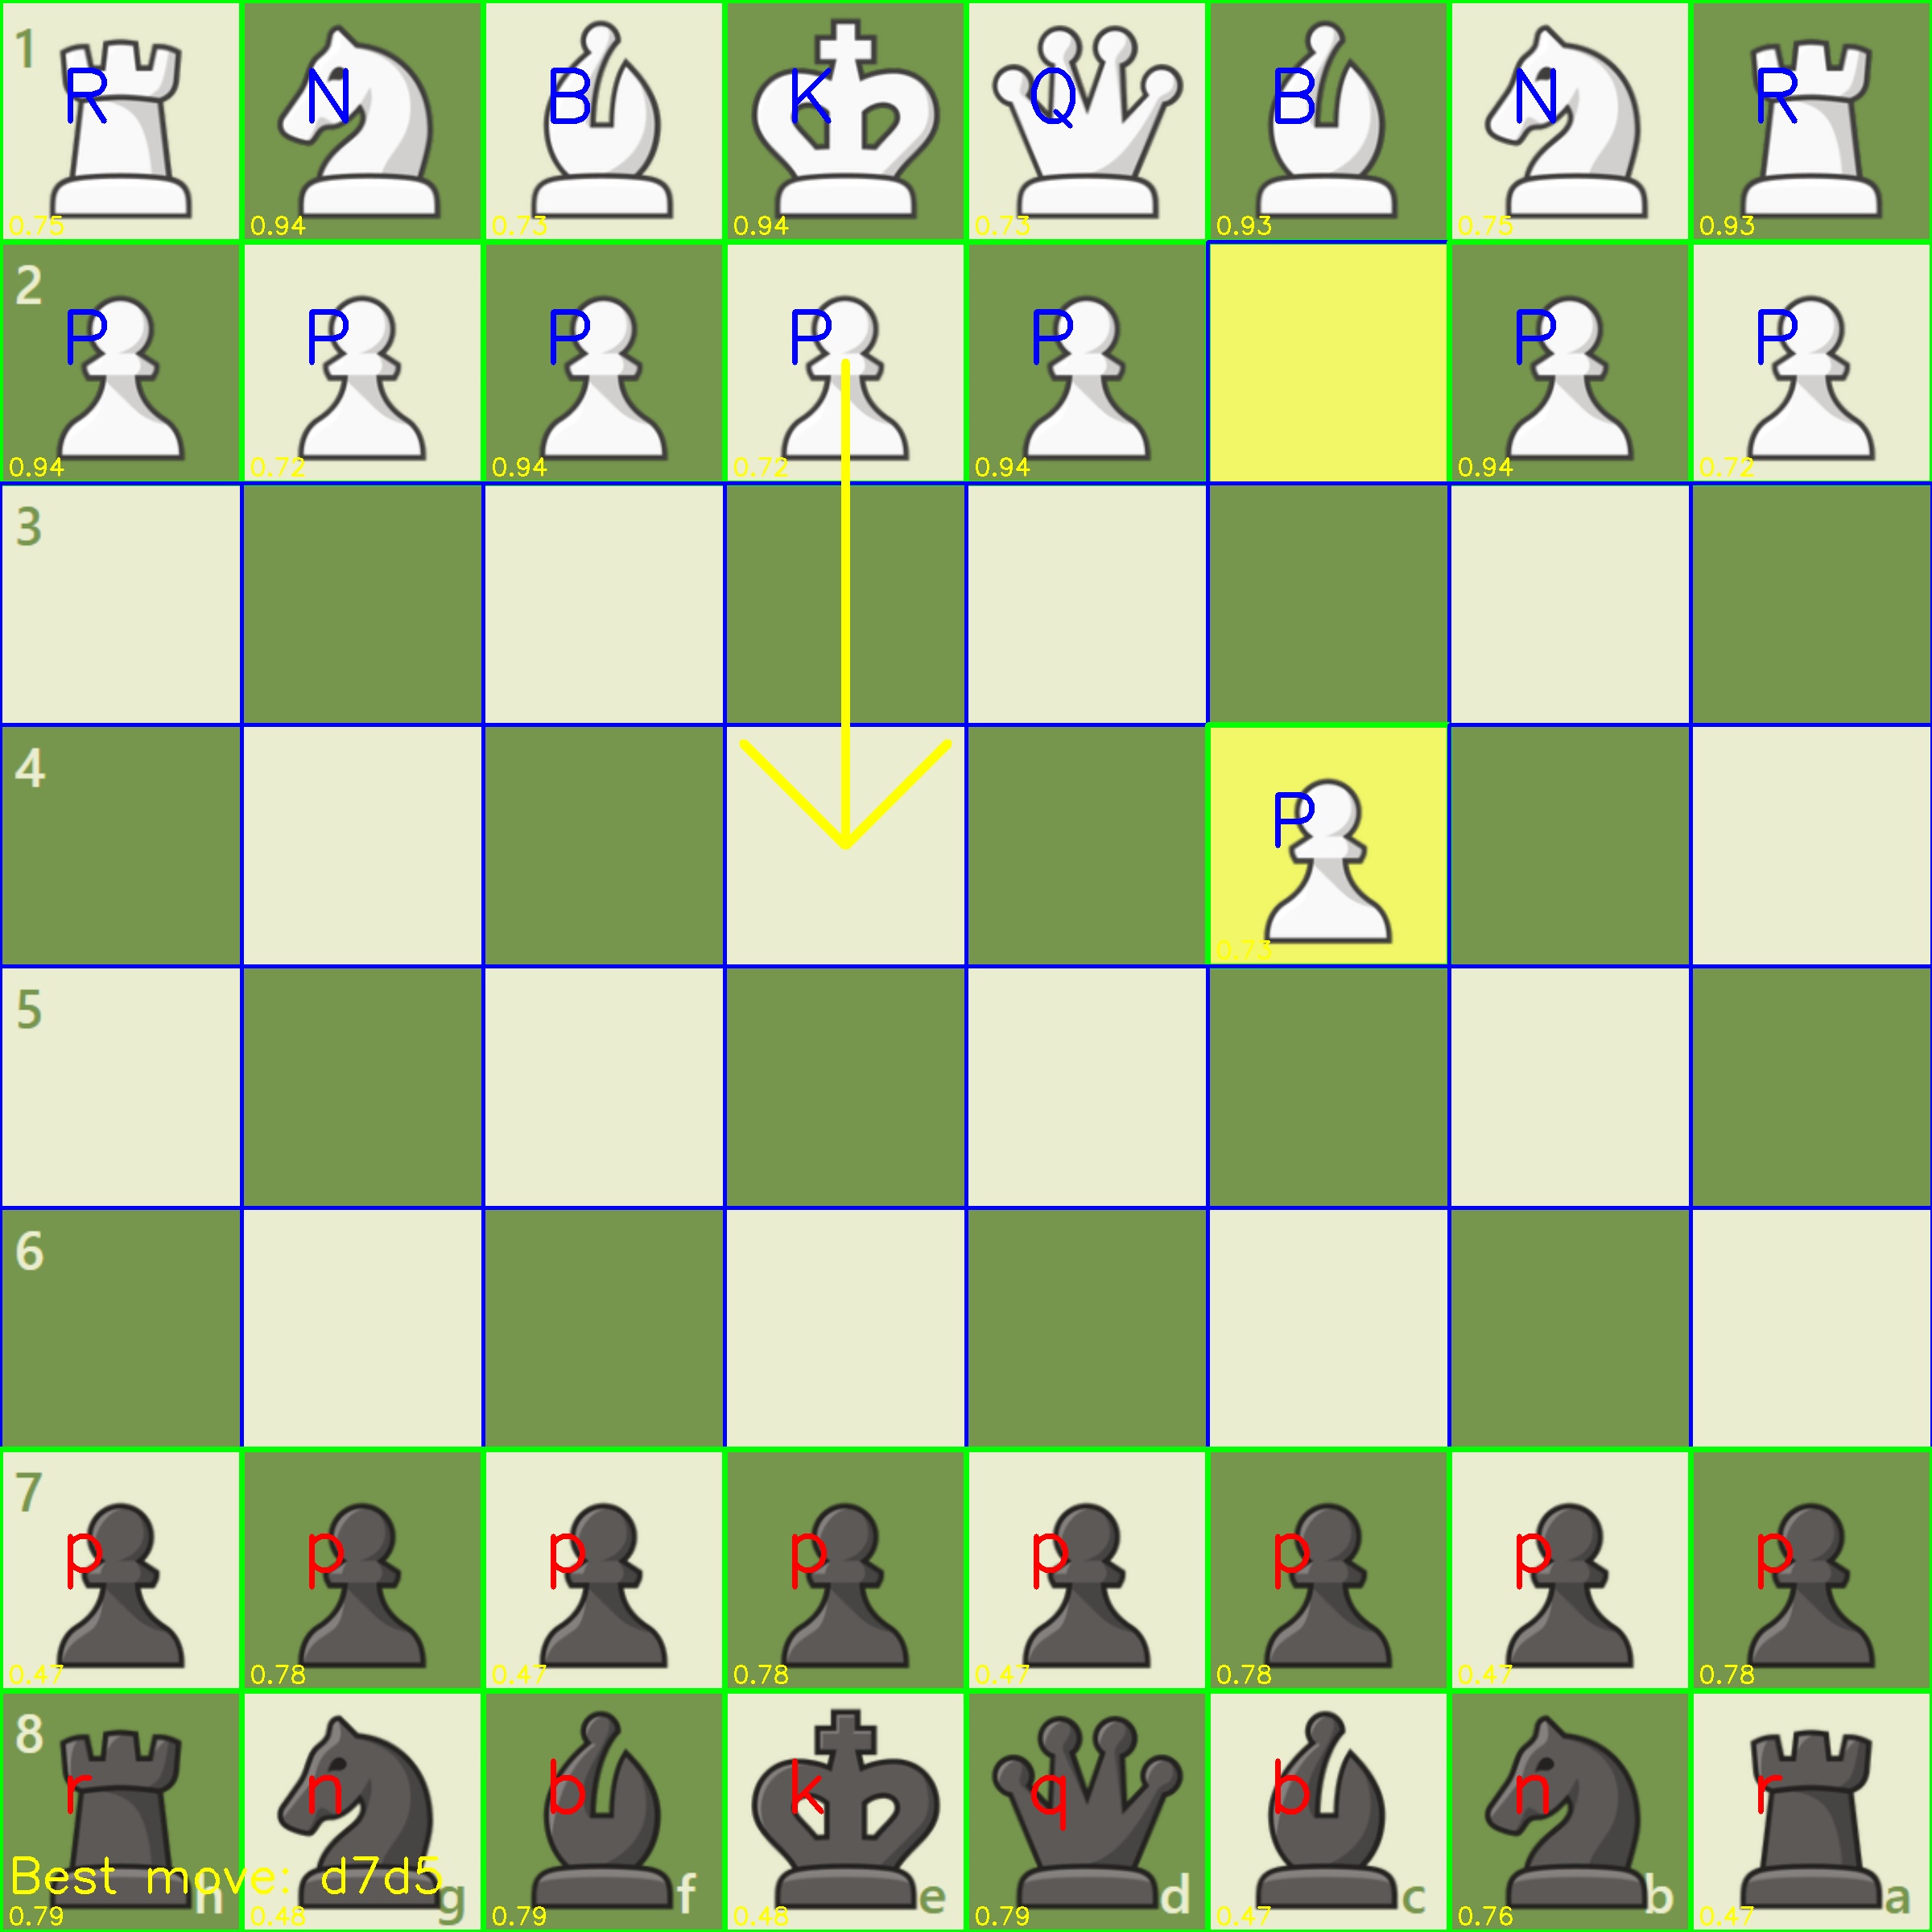 1 R N B K Q B N R
0.75 0.94 0.73 0.94 0.73 0.93 0.75 0.93
2 P P P P P P P
0.94 0.72 0.94 0.72 0.94 0.94 0.72
3
4 P
0.73
5
6
7 p p p p p p p p
0.47 0.78 0.47 0.78 0.47 0.78 0.47 0.78
8 r n b k q b n r
Best move: d7d5
h g f e d c b a
0.79 0.48 0.79 0.48 0.79 0.47 0.76 0.47